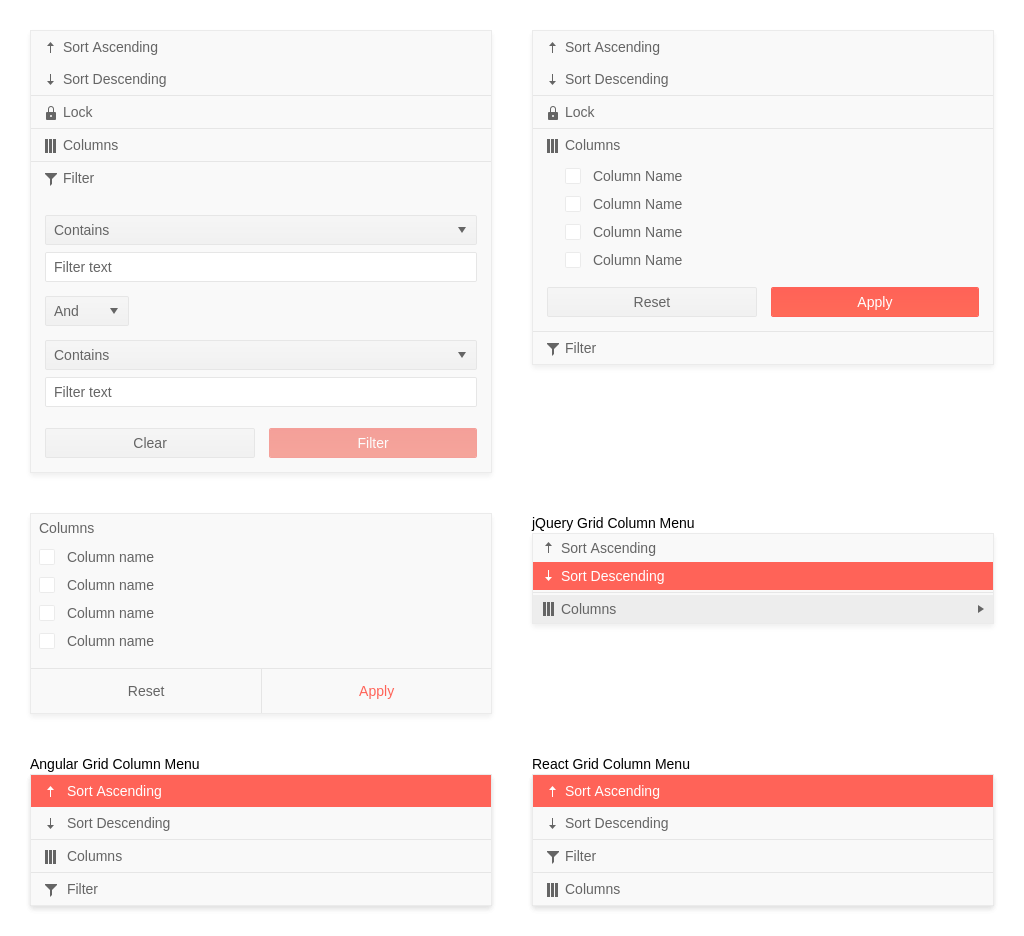 Sort Ascending
Sort Descending
Lock
Columns
Filter
Contains
Filter text
And
Contains
Filter text
Clear Filter
Sort Ascending
Sort Descending
Lock
Columns
Column Name
Column Name
Column Name
Column Name
Reset Apply
Filter
Columns
Column name
Column name
Column name
Column name
Reset Apply
jQuery Grid Column Menu
Sort Ascending
Sort Descending
Columns
Angular Grid Column Menu
Sort Ascending
Sort Descending
Columns
Filter
React Grid Column Menu
Sort Ascending
Sort Descending
Filter
Columns